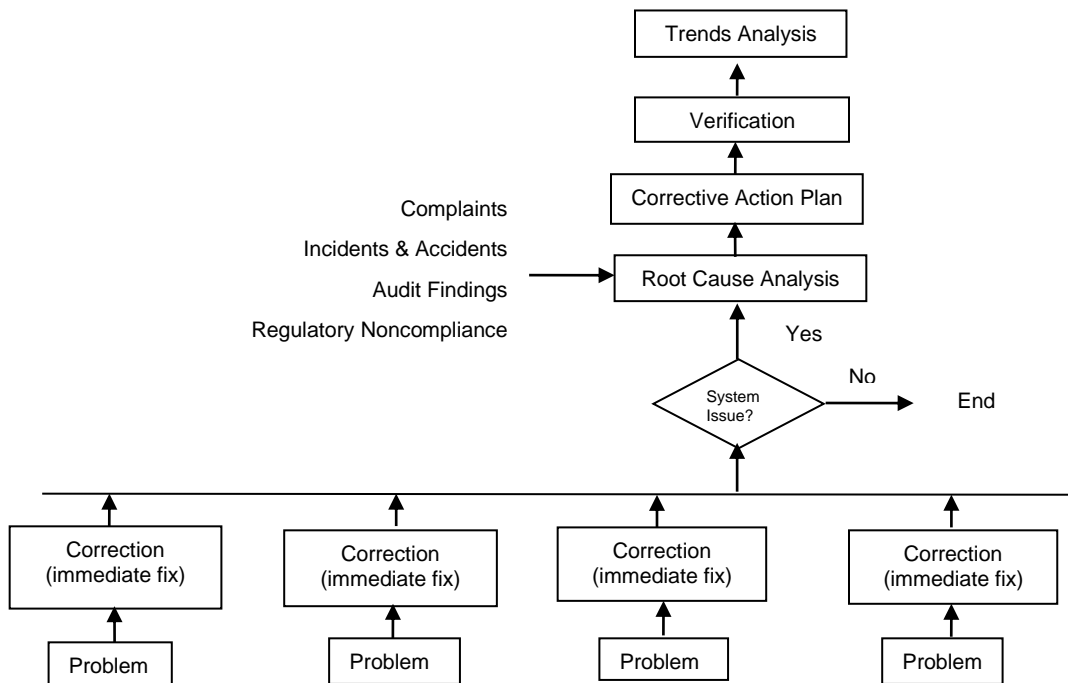 Trends Analysis
Verification
Corrective Action Plan
Complaints
Incidents & Accidents
Audit Findings
Regulatory Noncompliance
Root Cause Analysis
Yes
System
Issue?
No
End
Correction
(immediate fix)
Correction
(immediate fix)
Correction
(immediate fix)
Correction
(immediate fix)
Problem
Problem
Problem
Problem